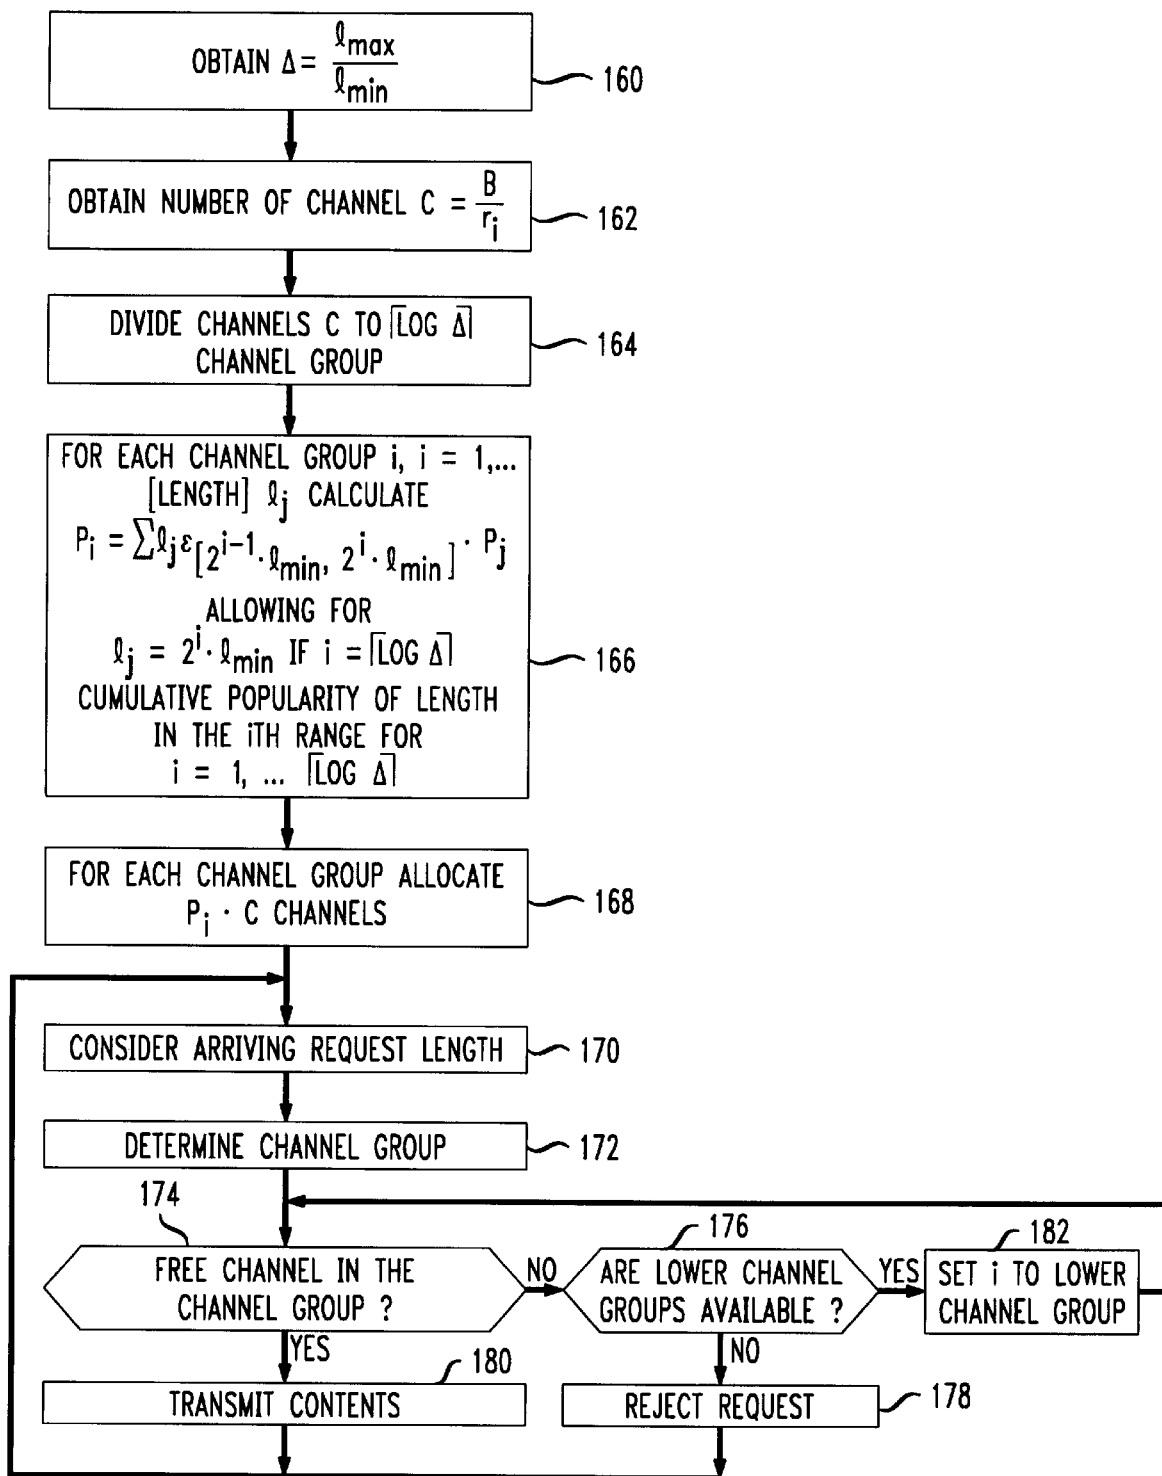 OBTAIN Δ = ℓmax / ℓmin
160
OBTAIN NUMBER OF CHANNEL C = B / ri
162
DIVIDE CHANNELS C TO ⌈LOG Δ⌉
CHANNEL GROUP
164
FOR EACH CHANNEL GROUP i, i = 1,...
[LENGTH] ℓj CALCULATE
Pi = ∑ℓjε[2^i-1·ℓmin, 2^i·ℓmin]· Pj
ALLOWING FOR
ℓj = 2^i·ℓmin IF i = ⌈LOG Δ⌉
CUMULATIVE POPULARITY OF LENGTH
IN THE iTH RANGE FOR
i = 1, ... ⌈LOG Δ⌉
166
FOR EACH CHANNEL GROUP ALLOCATE
Pi · C CHANNELS
168
CONSIDER ARRIVING REQUEST LENGTH
170
DETERMINE CHANNEL GROUP
172
174
FREE CHANNEL IN THE
CHANNEL GROUP ?
NO
176
ARE LOWER CHANNEL
GROUPS AVAILABLE ?
YES
182
SET i TO LOWER
CHANNEL GROUP
YES
NO
180
TRANSMIT CONTENTS
REJECT REQUEST
178